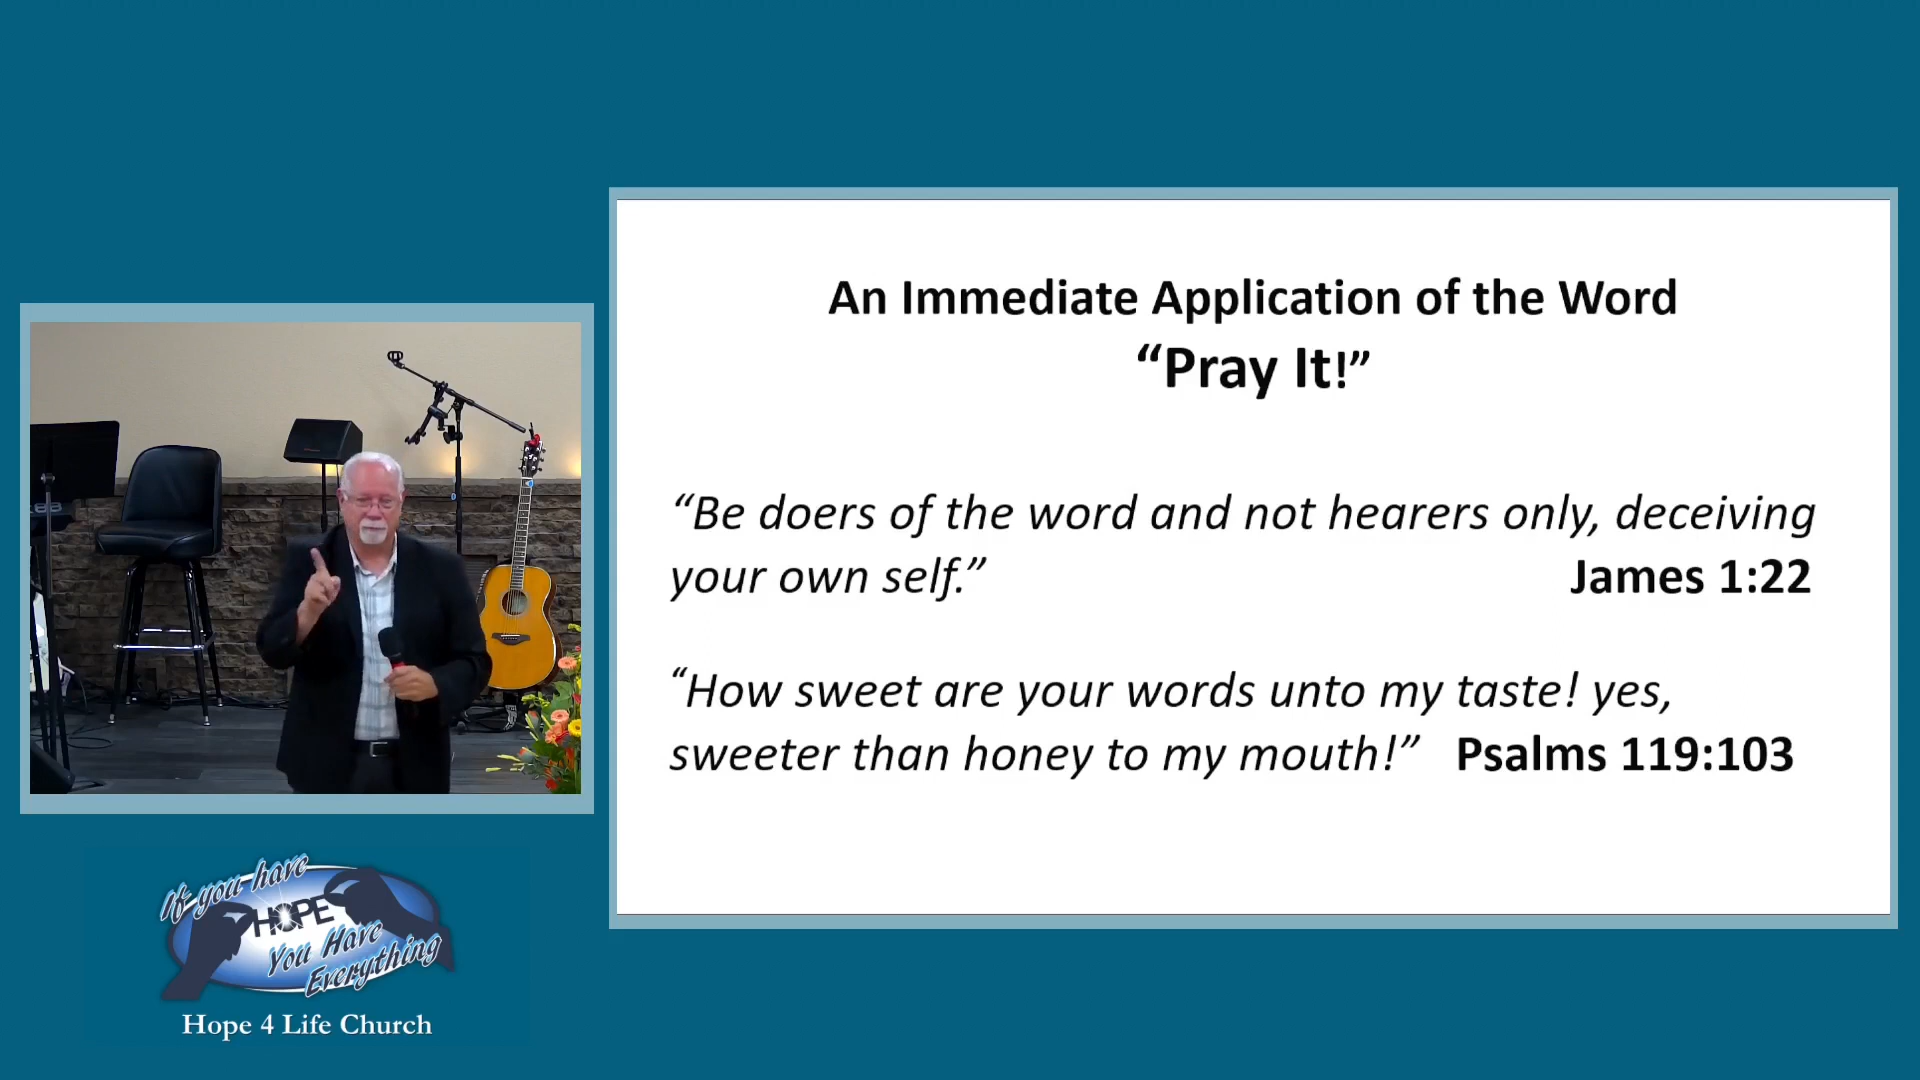 An Immediate Application of the Word
“Pray It!”
“Be doers of the word and not hearers only, deceiving
your own self.” James 1:22
“How sweet are your words unto my taste! yes,
sweeter than honey to my mouth!” Psalms 119:103
If you have
HOPE
You Have
Everything
Hope 4 Life Church